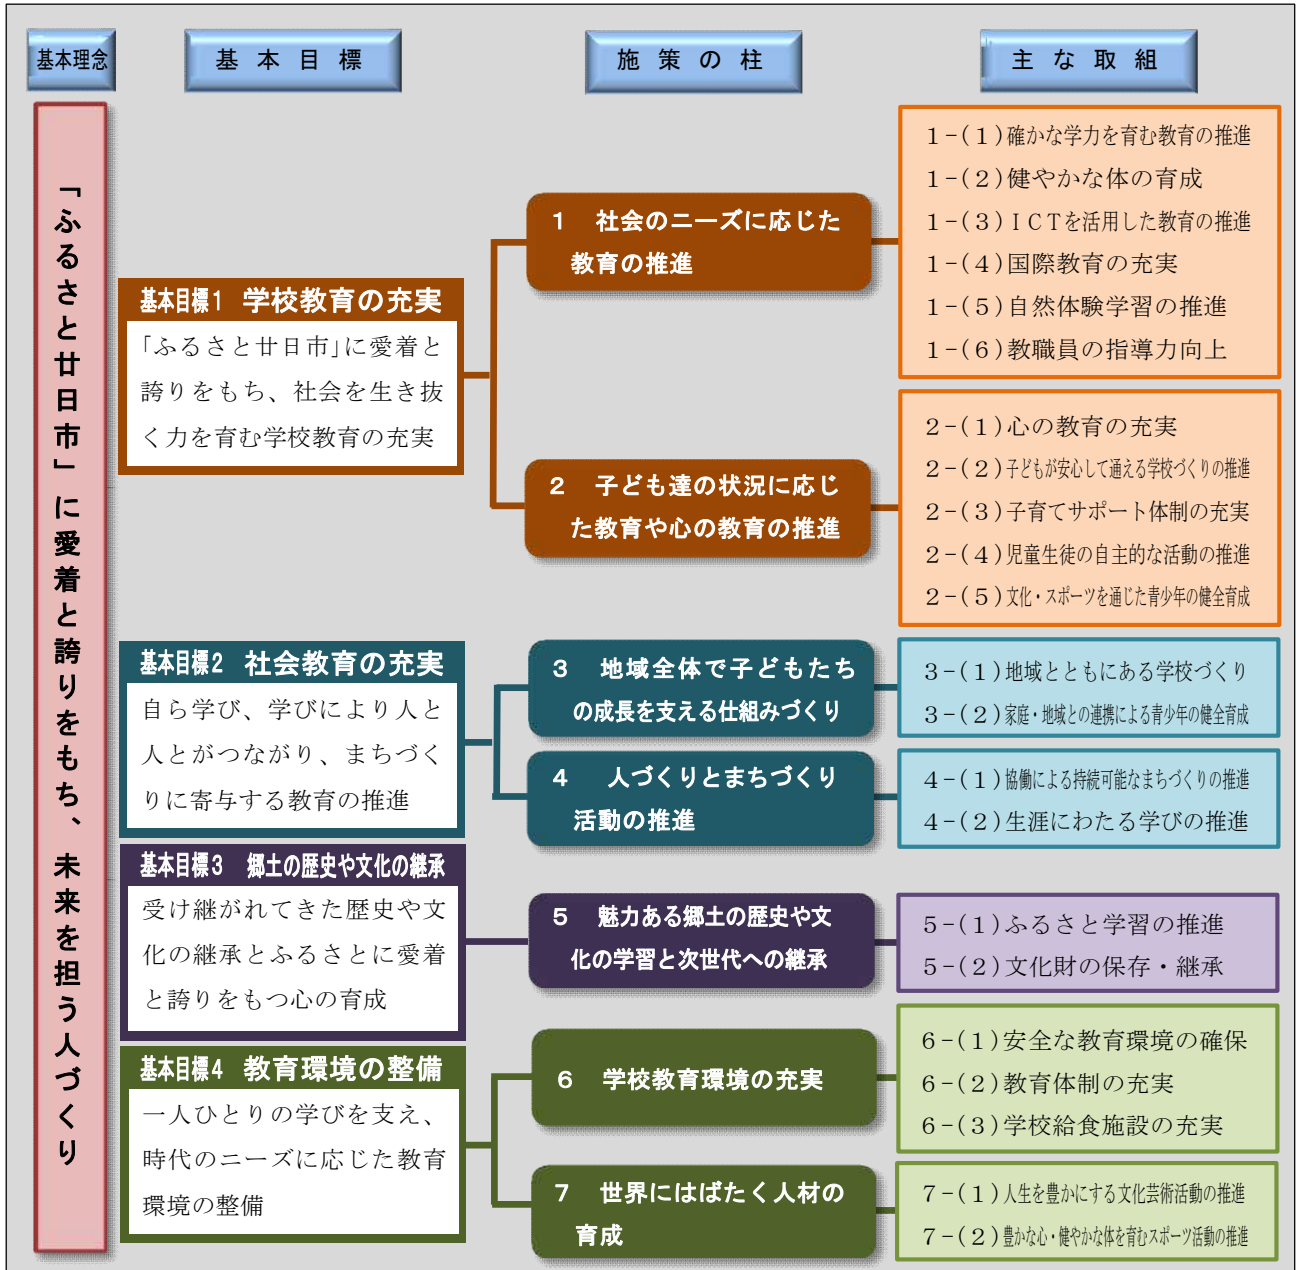 基本理念
基本目標
施策の柱
主な取組
「ふるさと廿日市」に愛着と誇りをもち、未来を担う人づくり
基本目標1 学校教育の充実
「ふるさと廿日市」に愛着と
誇りをもち、社会を生き抜
く力を育む学校教育の充実
1 社会のニーズに応じた
教育の推進
1-(1)確かな学力を育む教育の推進
1-(2)健やかな体の育成
1-(3)ICTを活用した教育の推進
1-(4)国際教育の充実
1-(5)自然体験学習の推進
1-(6)教職員の指導力向上
2 子ども達の状況に応じ
た教育や心の教育の推進
2-(1)心の教育の充実
2-(2)子どもが安心して通える学校づくりの推進
2-(3)子育てサポート体制の充実
2-(4)児童生徒の自主的な活動の推進
2-(5)文化・スポーツを通じた青少年の健全育成
基本目標2 社会教育の充実
自ら学び、学びにより人と
人とがつながり、まちづく
りに寄与する教育の推進
3 地域全体で子どもたち
の成長を支える仕組みづくり
3-(1)地域とともにある学校づくり
3-(2)家庭・地域との連携による青少年の健全育成
4 人づくりとまちづくり
活動の推進
4-(1)協働による持続可能なまちづくりの推進
4-(2)生涯にわたる学びの推進
基本目標3 郷土の歴史や文化の継承
受け継がれてきた歴史や文
化の継承とふるさとに愛着
と誇りをもつ心の育成
5 魅力ある郷土の歴史や文
化の学習と次世代への継承
5-(1)ふるさと学習の推進
5-(2)文化財の保存・継承
基本目標4 教育環境の整備
一人ひとりの学びを支え、
時代のニーズに応じた教育
環境の整備
6 学校教育環境の充実
6-(1)安全な教育環境の確保
6-(2)教育体制の充実
6-(3)学校給食施設の充実
7 世界にはばたく人材の
育成
7-(1)人生を豊かにする文化芸術活動の推進
7-(2)豊かな心・健やかな体を育むスポーツ活動の推進